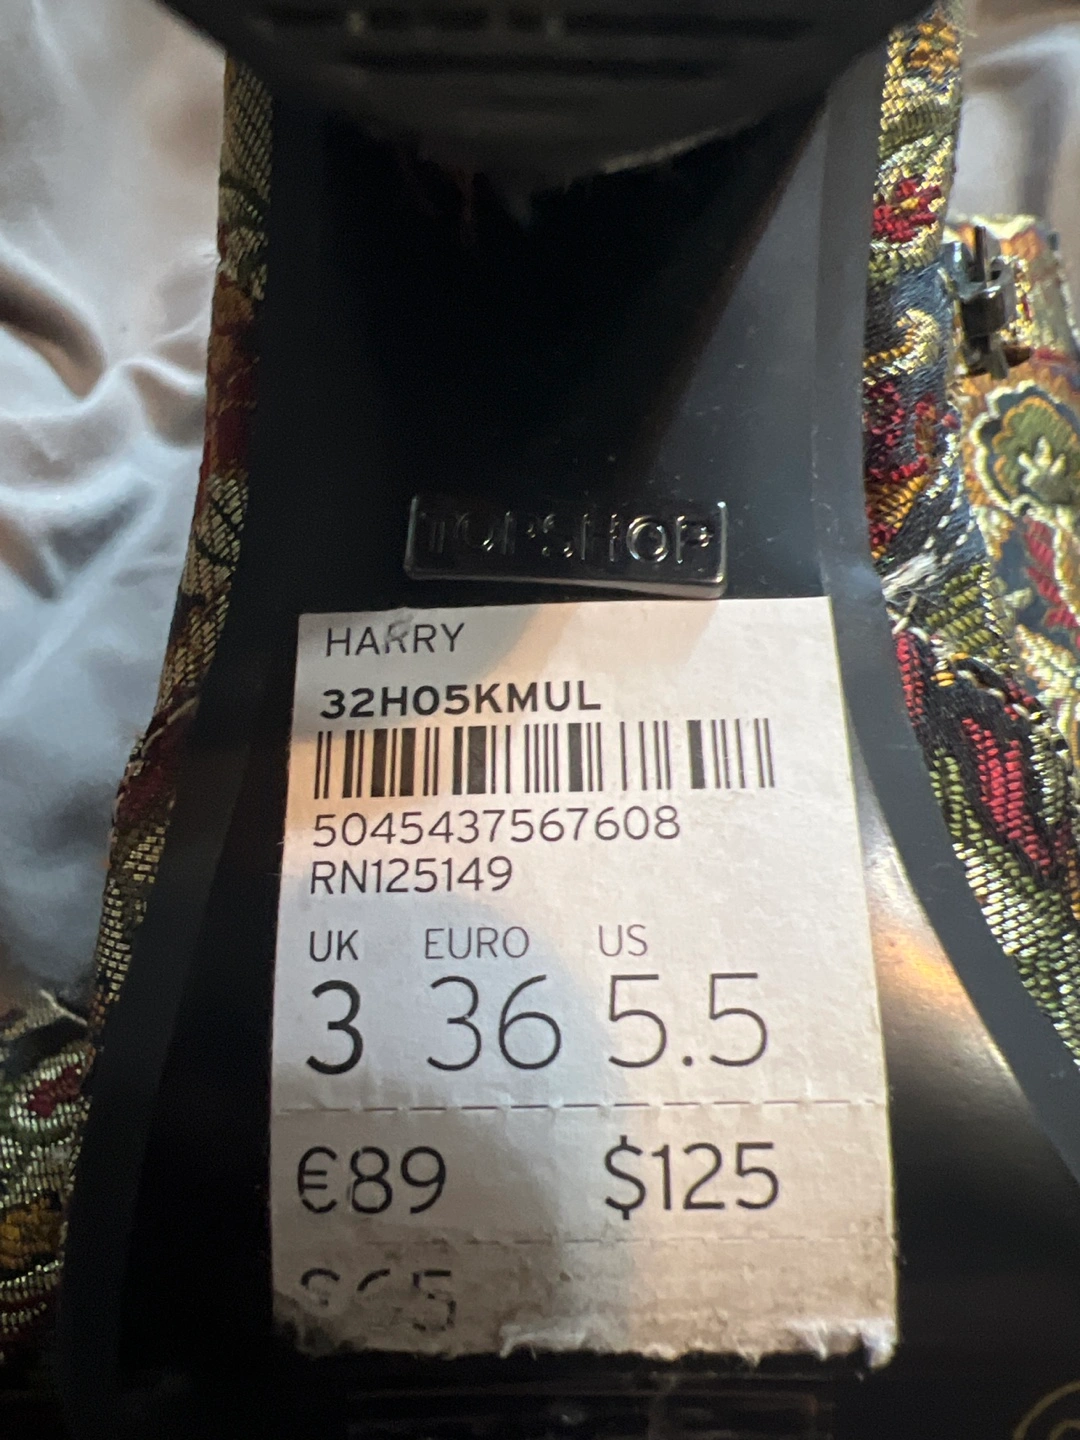 TOPSHOP
HARRY
32H05KMUL
5045437567608
RN125149
UK EURO US
3 36 5.5
€89 $125